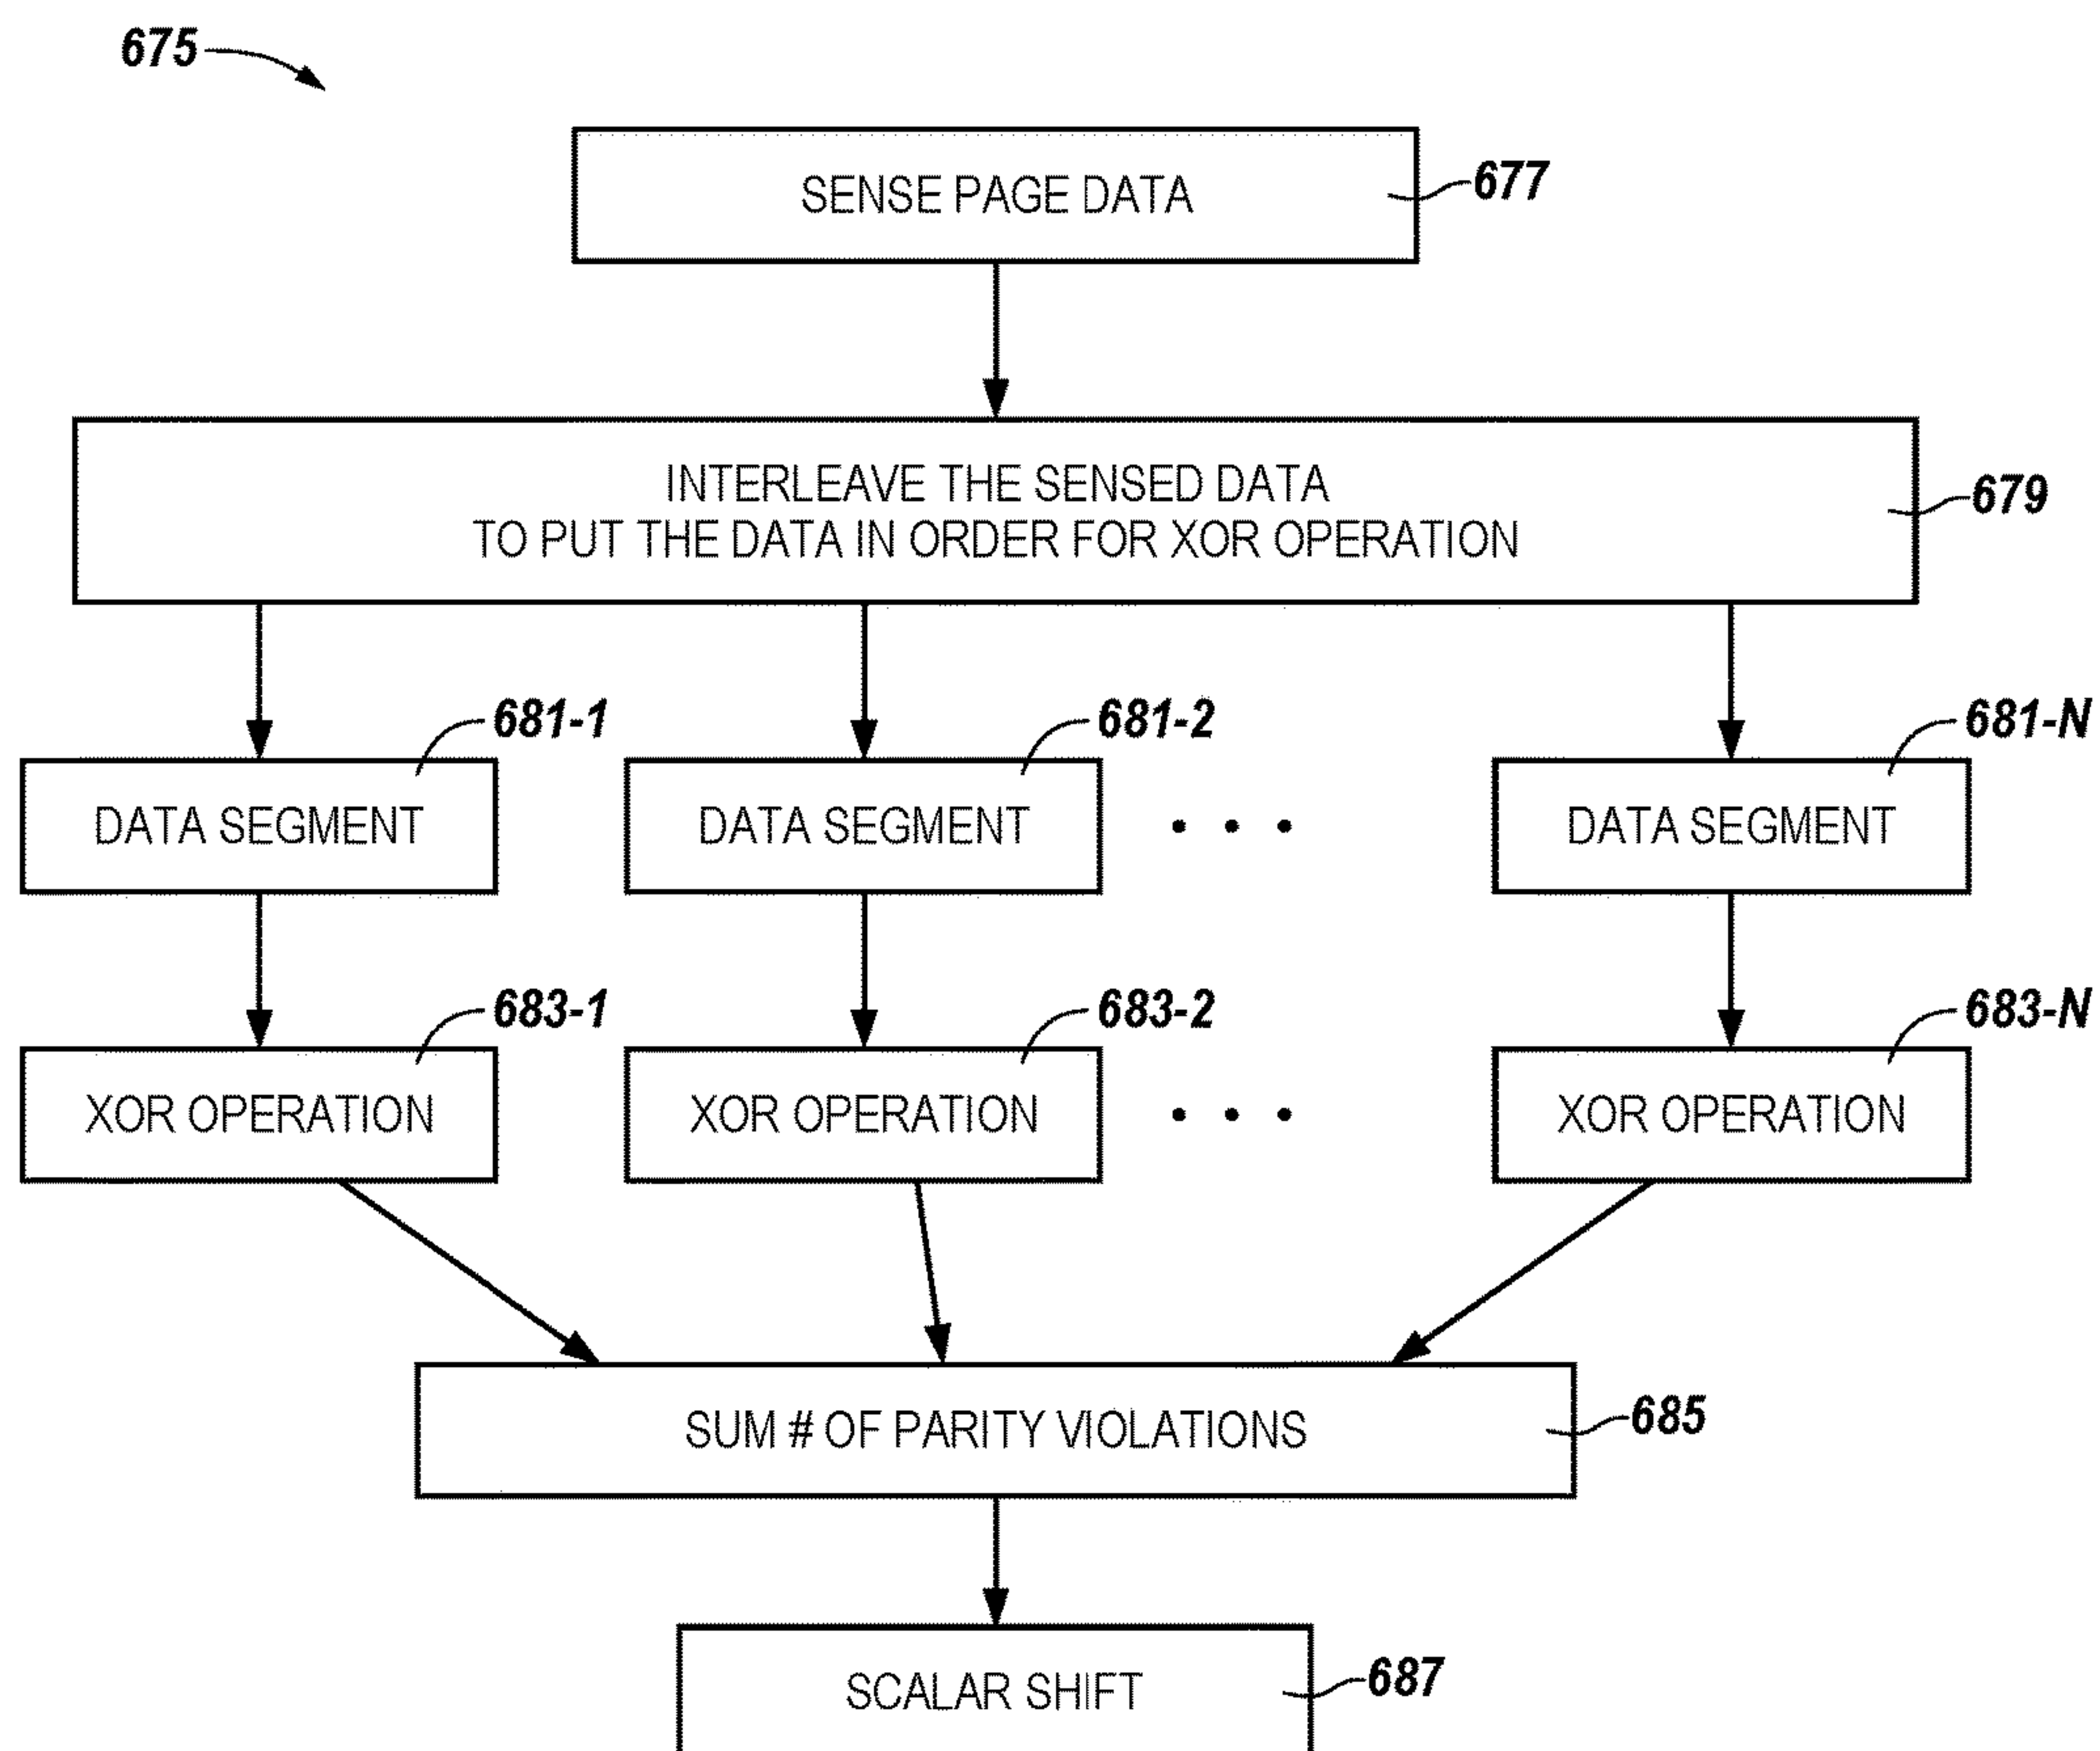 675
SENSE PAGE DATA
677
INTERLEAVE THE SENSED DATA
TO PUT THE DATA IN ORDER FOR XOR OPERATION
679
681-1
681-2
681-N
DATA SEGMENT
DATA SEGMENT
• • •
DATA SEGMENT
683-1
683-2
683-N
XOR OPERATION
XOR OPERATION
• • •
XOR OPERATION
SUM # OF PARITY VIOLATIONS
685
SCALAR SHIFT
687